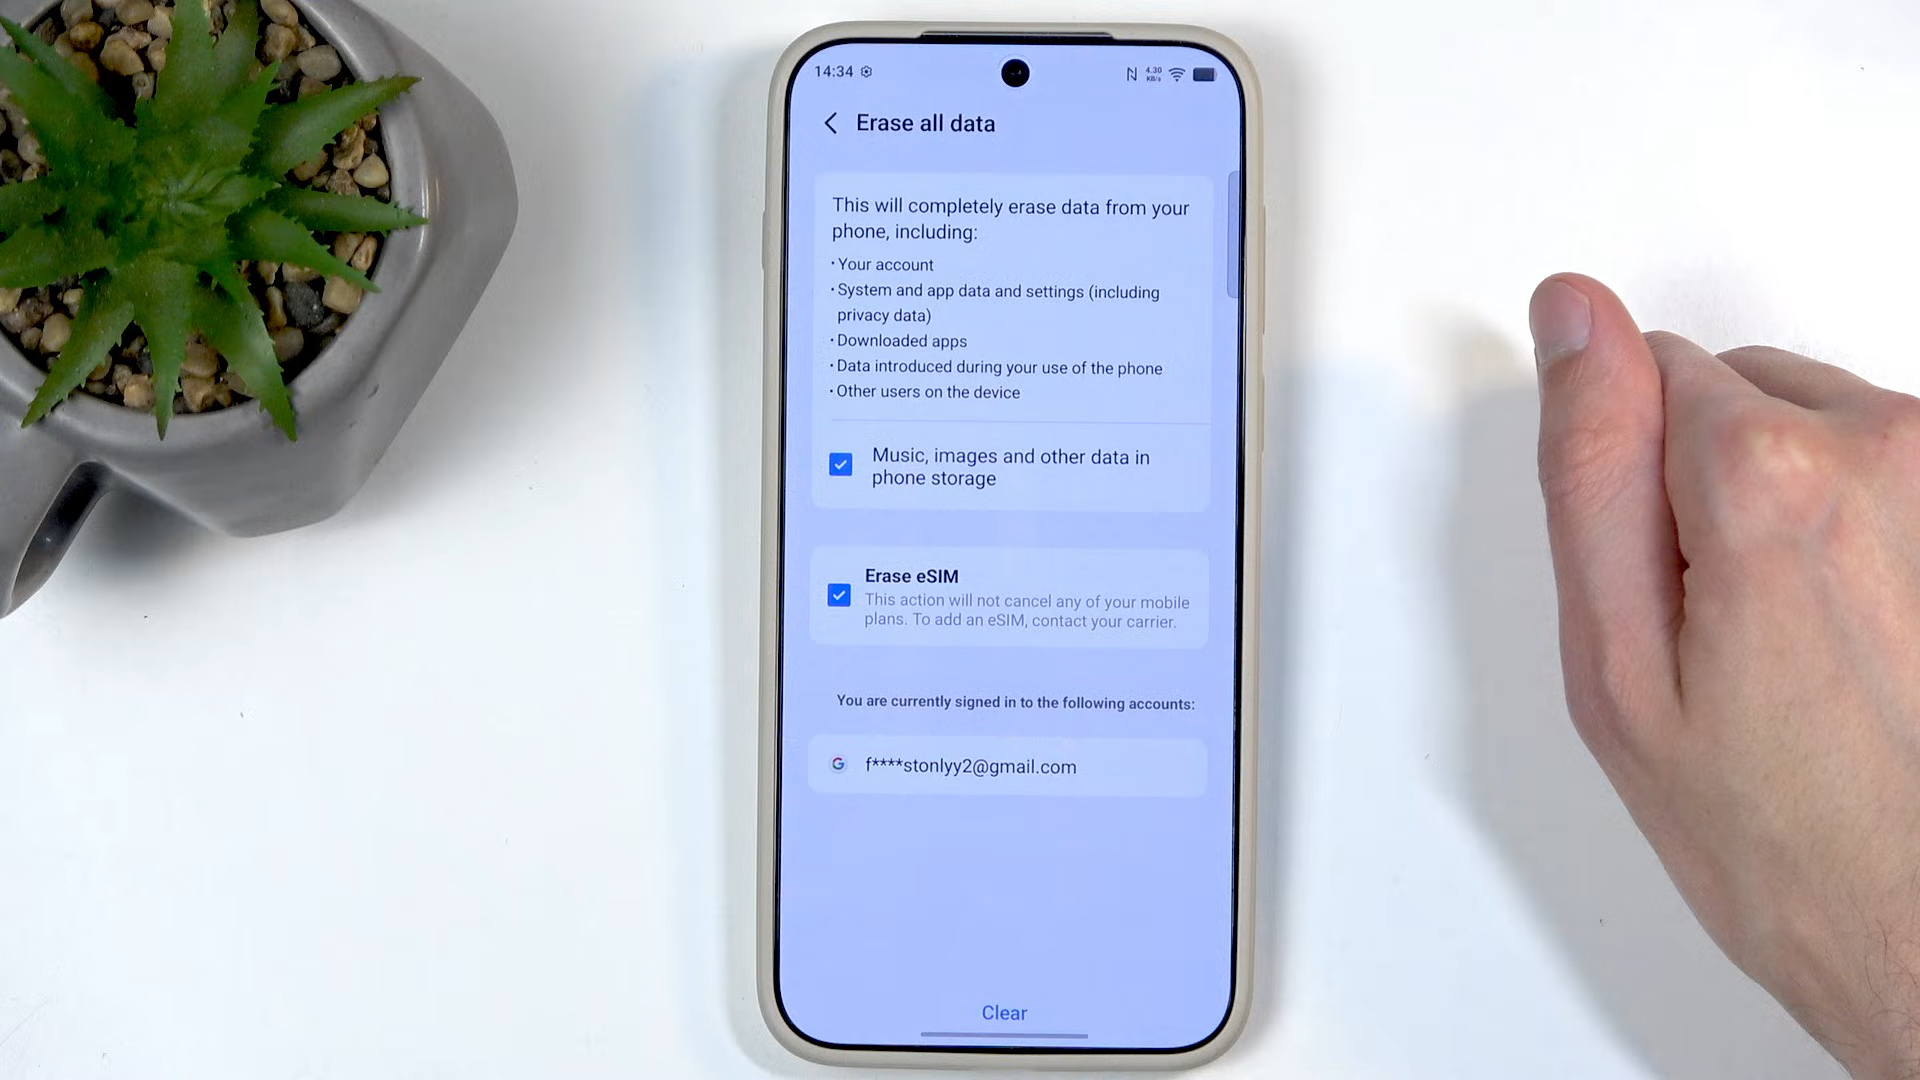 14:34
4.30
KB/s
Erase all data
This will completely erase data from your
phone, including:
· Your account
· System and app data and settings (including
privacy data)
· Downloaded apps
· Data introduced during your use of the phone
· Other users on the device
Music, images and other data in
phone storage
Erase eSIM
This action will not cancel any of your mobile
plans. To add an eSIM, contact your carrier.
You are currently signed in to the following accounts:
f****stonlyy2@gmail.com
Clear